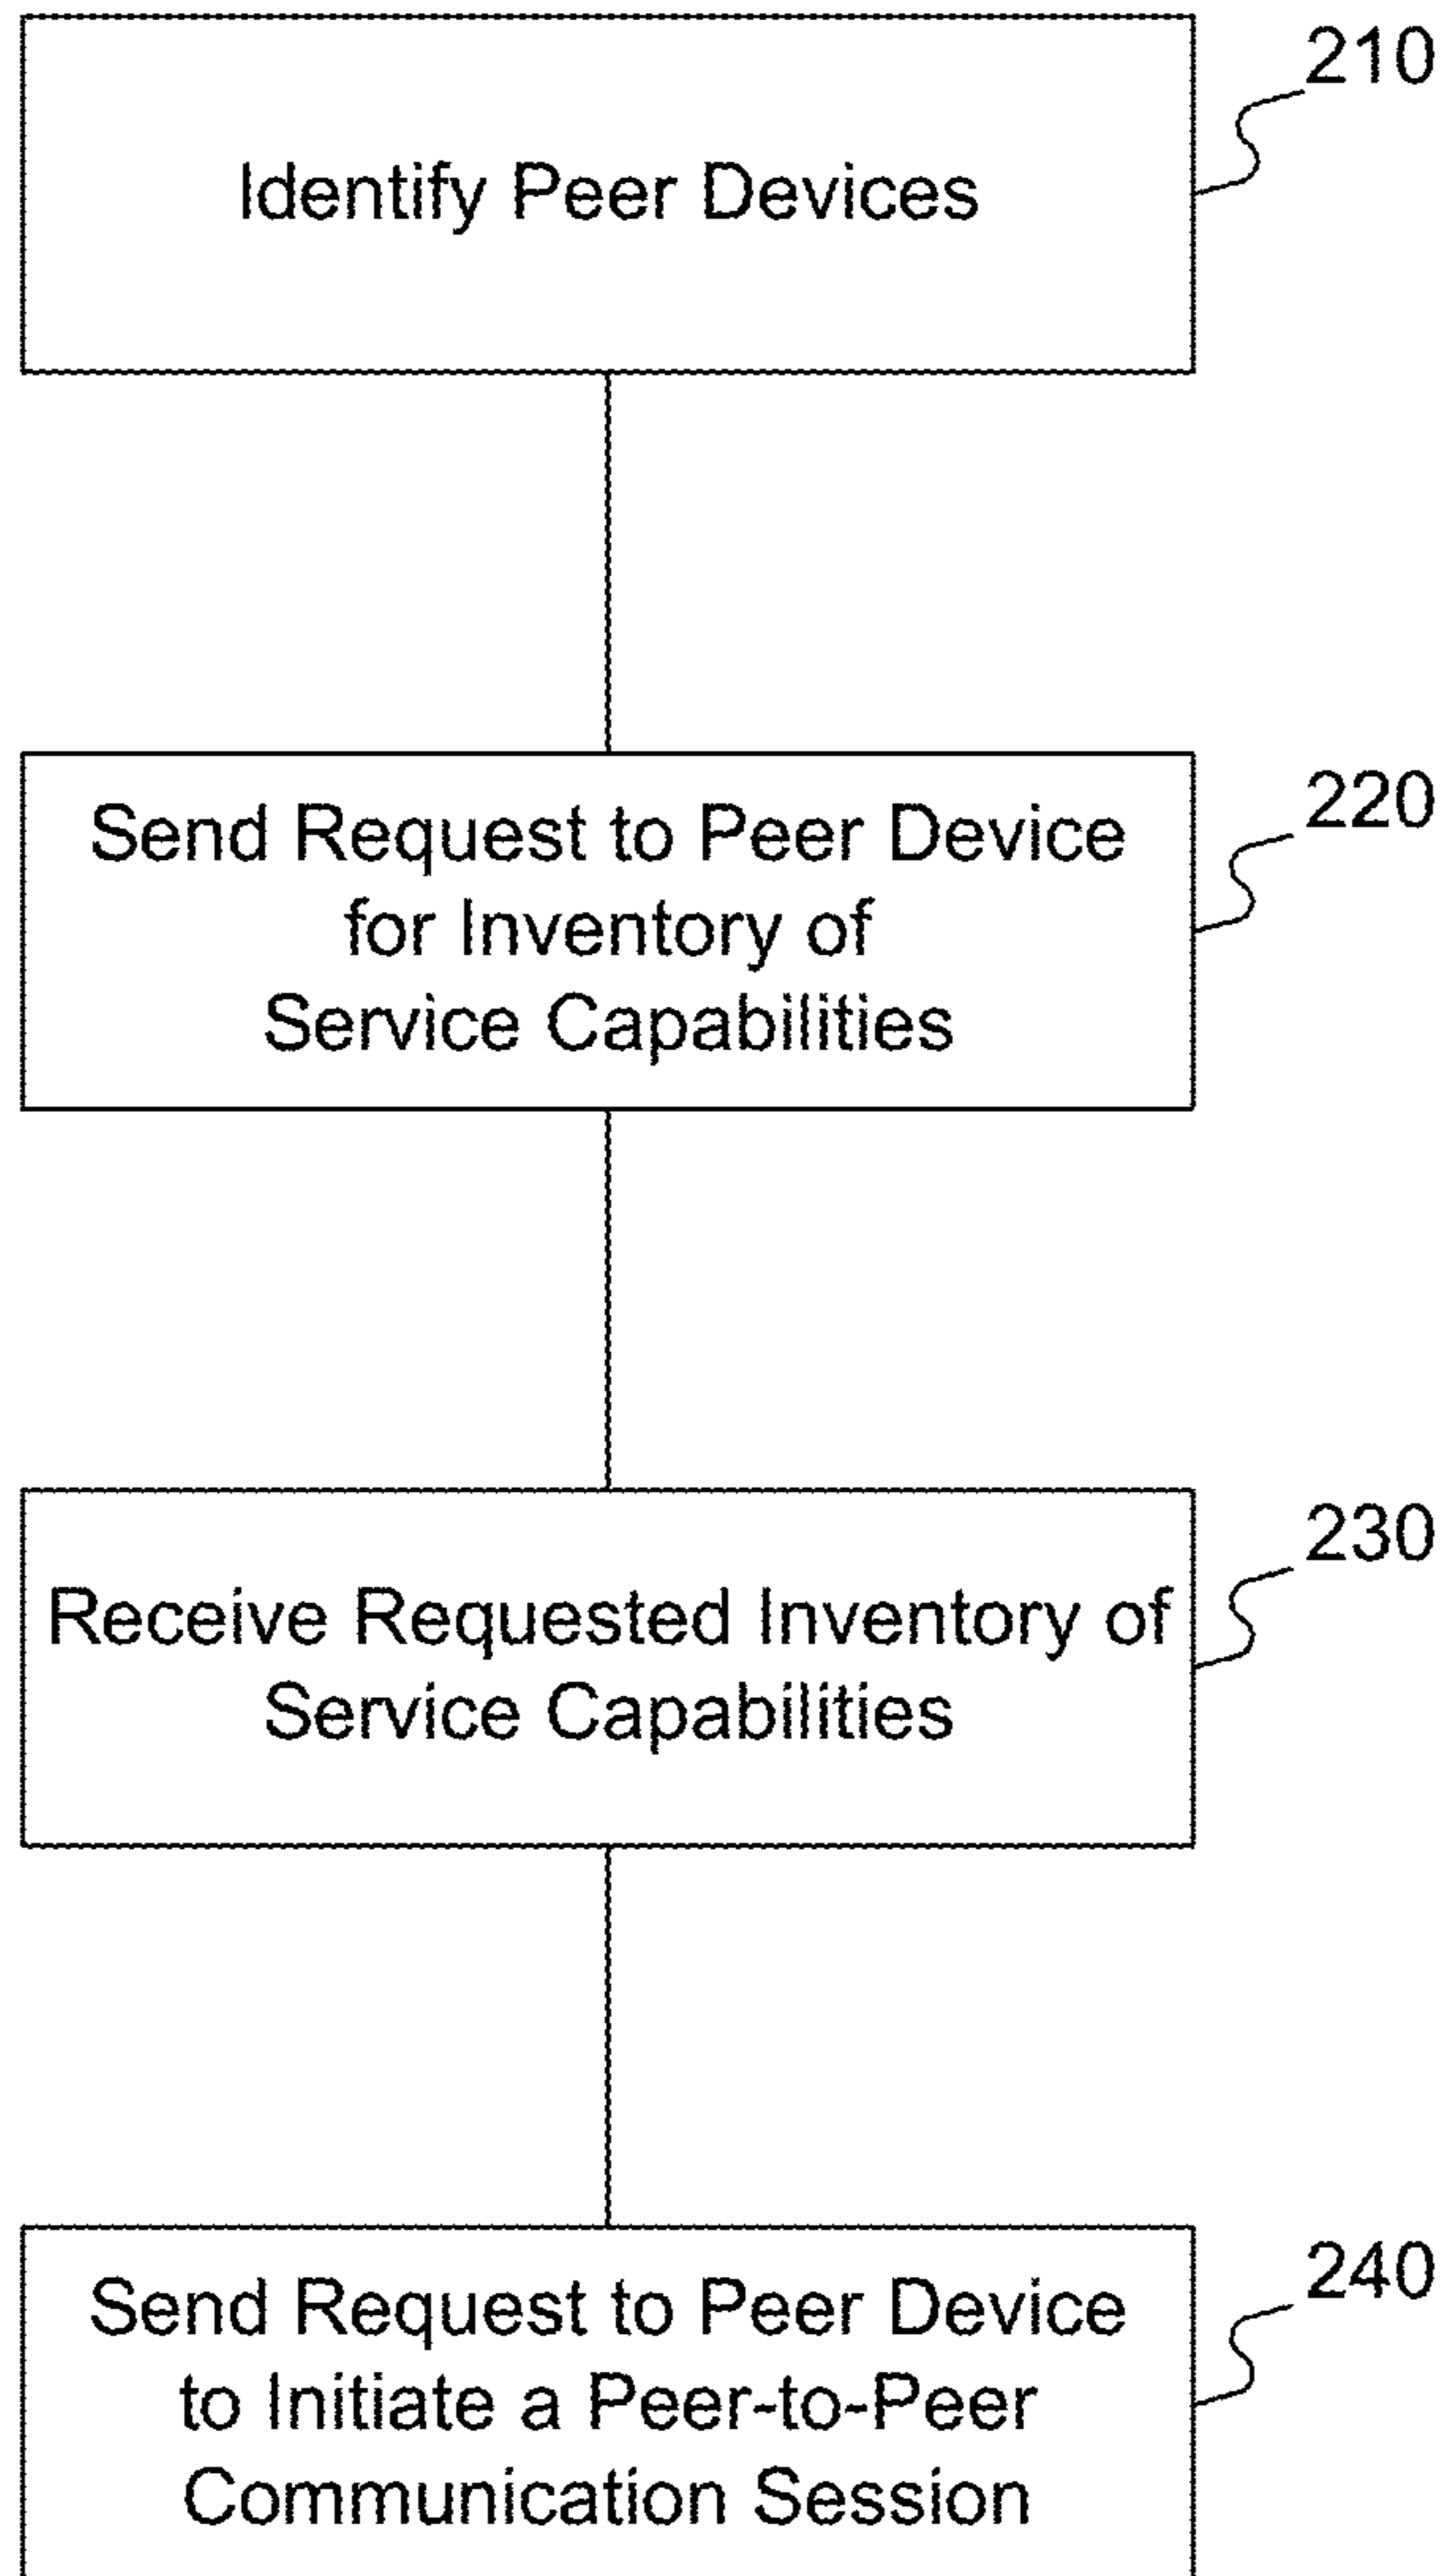 210
Identify Peer Devices
220
Send Request to Peer Device
for Inventory of
Service Capabilities
230
Receive Requested Inventory of
Service Capabilities
240
Send Request to Peer Device
to Initiate a Peer-to-Peer
Communication Session